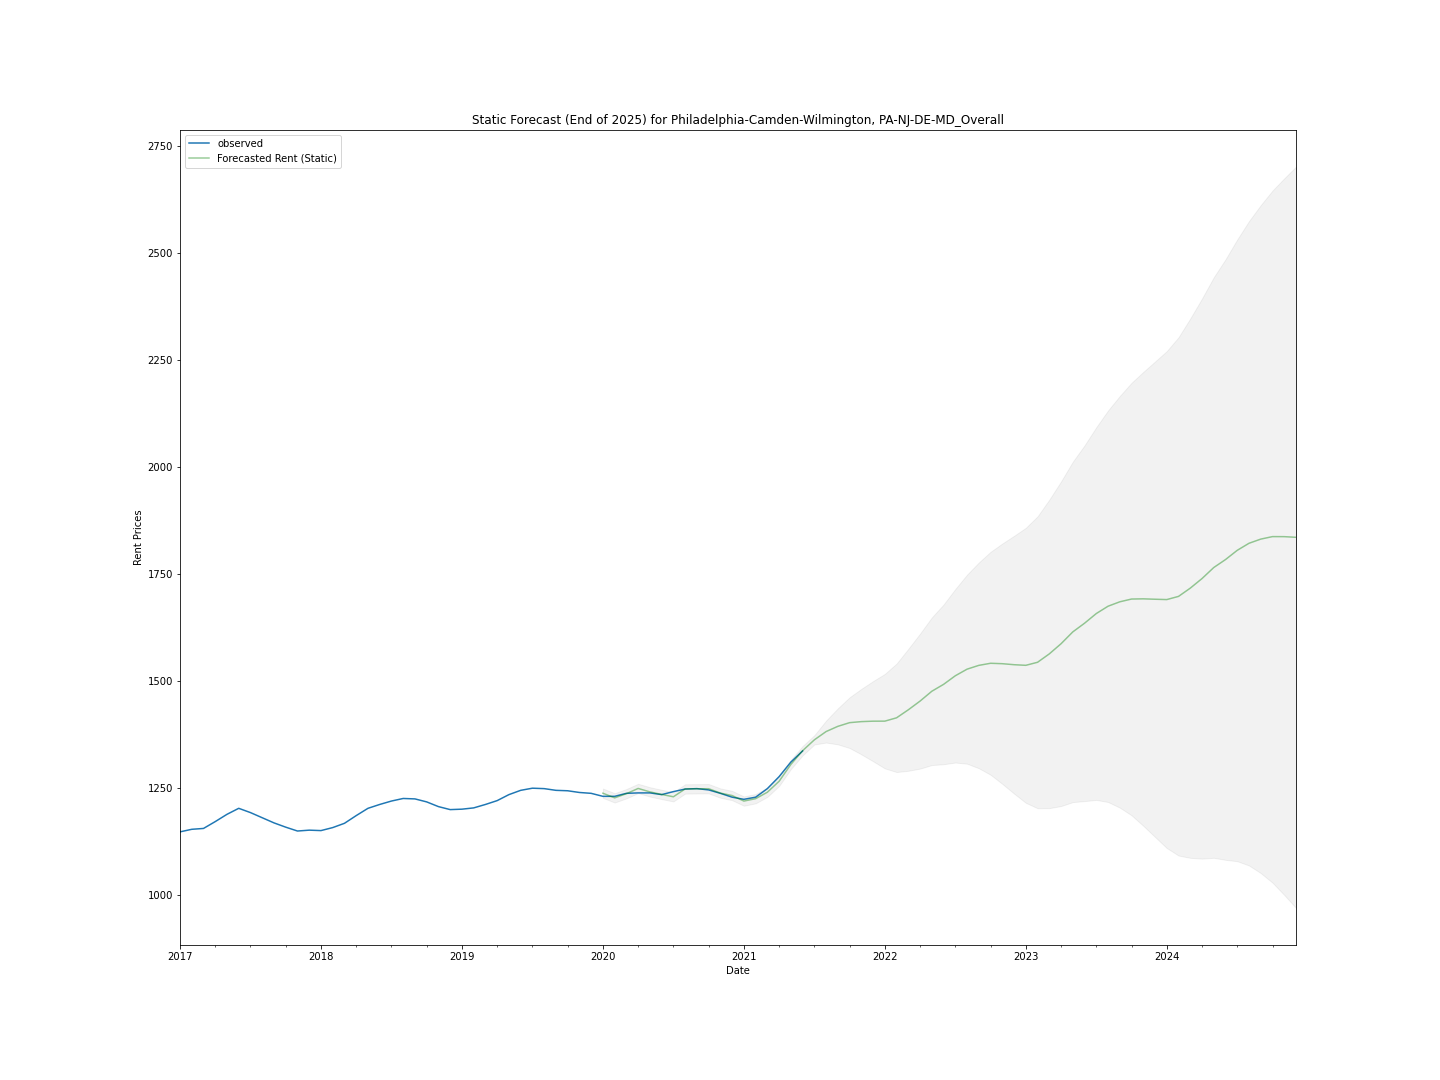 Static Forecast (End of 2025) for Philadelphia-Camden-Wilmington, PA-NJ-DE-MD_Overall
observed
Forecasted Rent (Static)
2750
2500
2250
2000
1750
1500
1250
1000
Rent Prices
2017 2018 2019 2020 2021 2022 2023 2024
Date